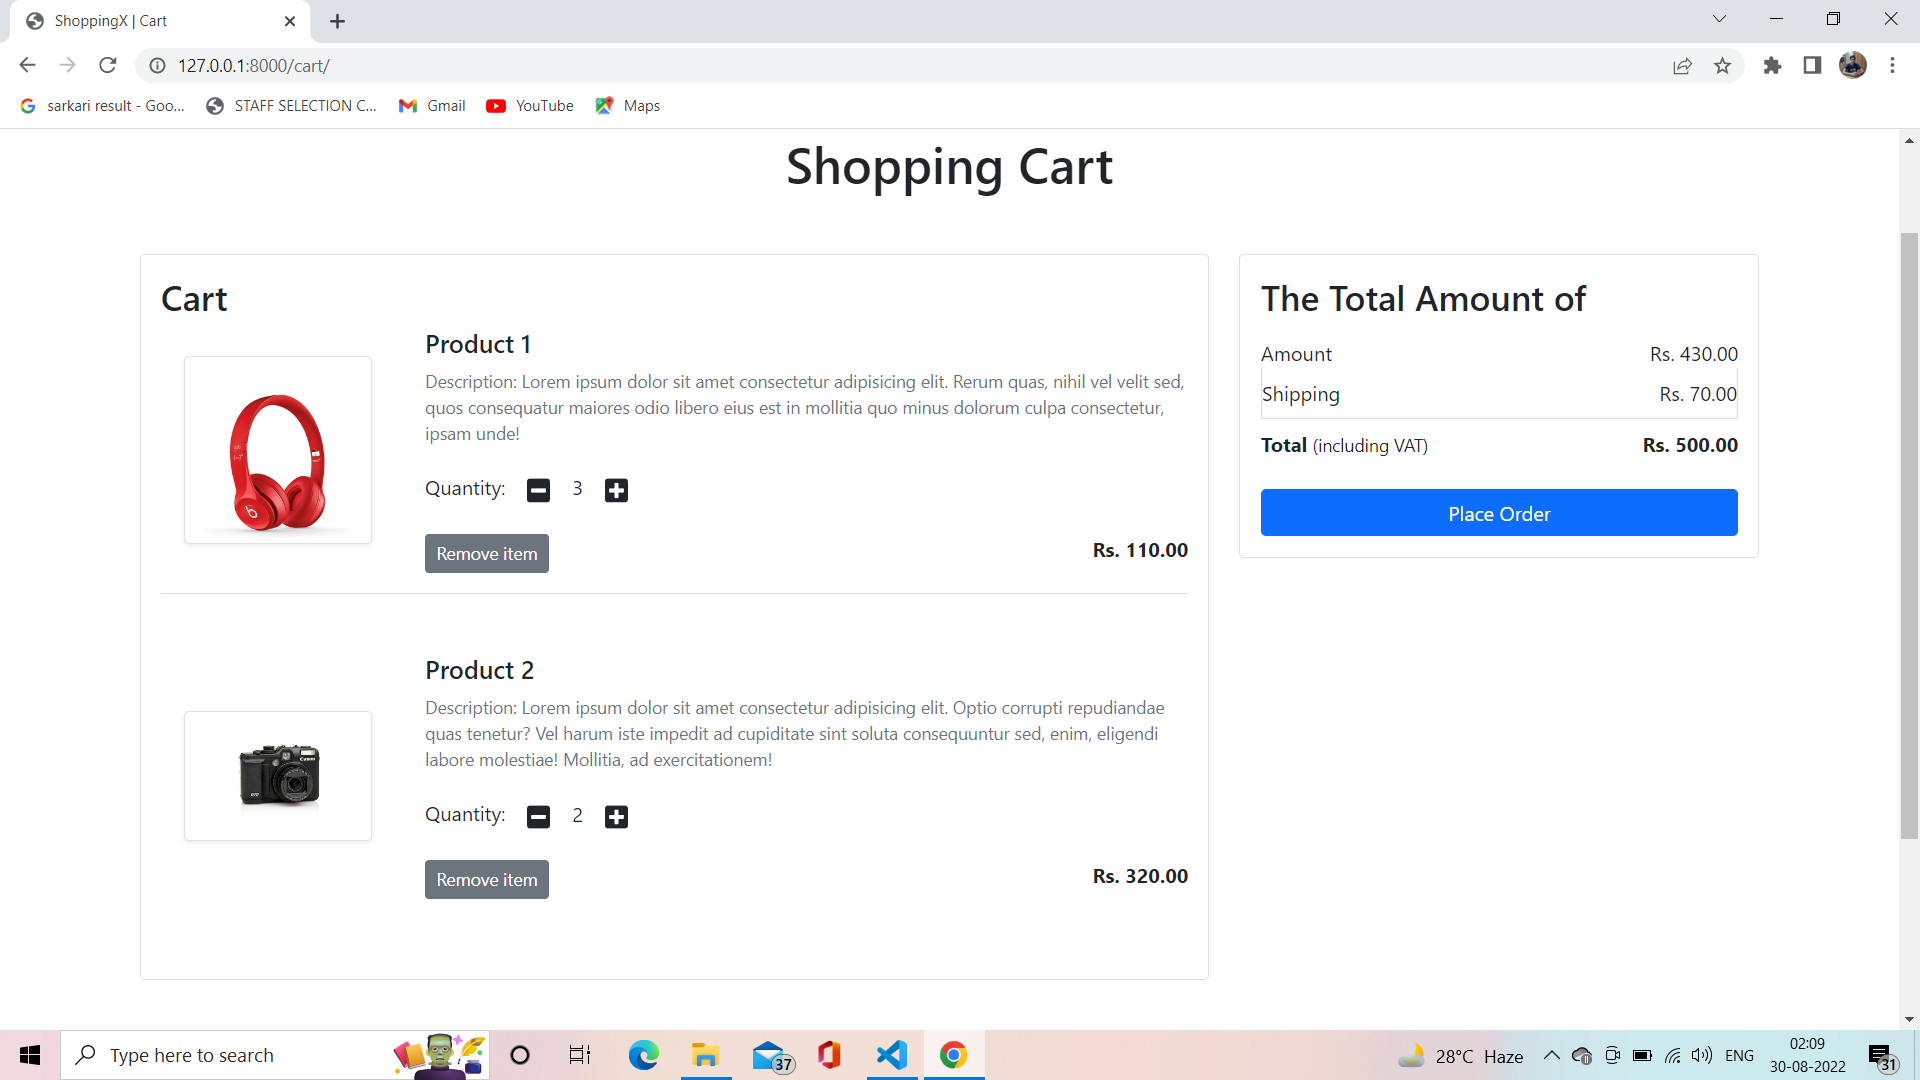 ShoppingX | Cart
127.0.0.1:8000/cart/
sarkari result - Goo...
STAFF SELECTION C...
Gmail
YouTube
Maps
Shopping Cart
Cart
Product 1
Description: Lorem ipsum dolor sit amet consectetur adipisicing elit. Rerum quas, nihil vel velit sed,
quos consequatur maiores odio libero eius est in mollitia quo minus dolorum culpa consectetur,
ipsam unde!
Quantity: 3
Remove item
Rs. 110.00
Product 2
Description: Lorem ipsum dolor sit amet consectetur adipisicing elit. Optio corrupti repudiandae
quas tenetur? Vel harum iste impedit ad cupiditate sint soluta consequuntur sed, enim, eligendi
labore molestiae! Mollitia, ad exercitationem!
Canon
Quantity: 2
Remove item
Rs. 320.00
The Total Amount of
Amount Rs. 430.00
Shipping Rs. 70.00
Total (including VAT) Rs. 500.00
Place Order
Type here to search
37
28°C Haze
ENG
02:09
30-08-2022
31